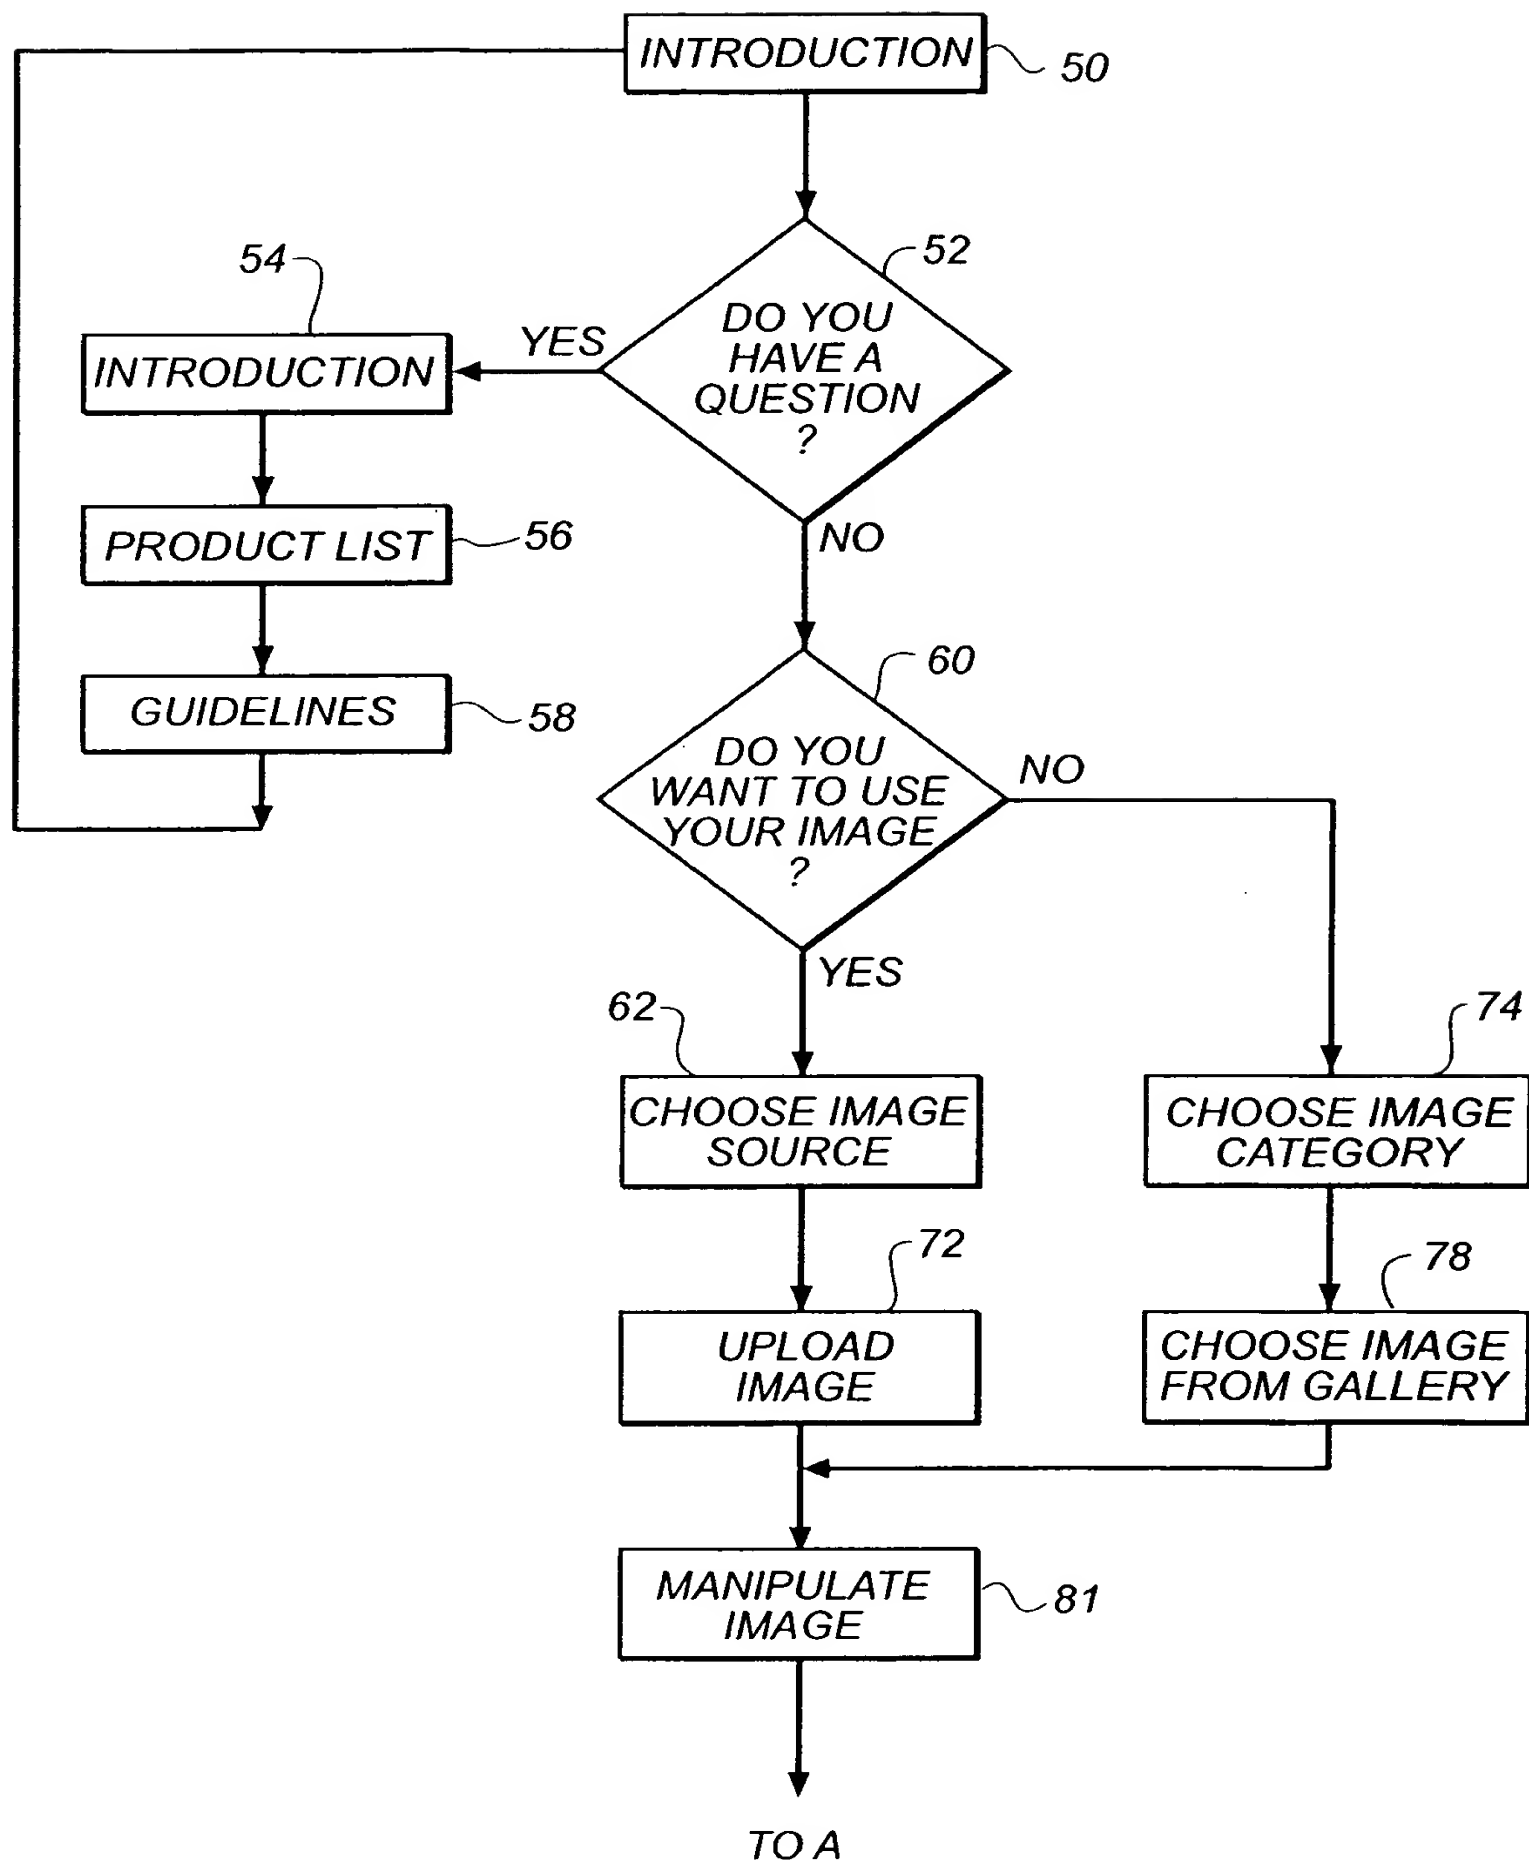 INTRODUCTION
50
52
DO YOU
HAVE A
QUESTION
?
YES
54
INTRODUCTION
PRODUCT LIST
56
GUIDELINES
58
NO
60
DO YOU
WANT TO USE
YOUR IMAGE
?
NO
YES
62
CHOOSE IMAGE
SOURCE
74
CHOOSE IMAGE
CATEGORY
72
UPLOAD
IMAGE
78
CHOOSE IMAGE
FROM GALLERY
MANIPULATE
IMAGE
81
TO A